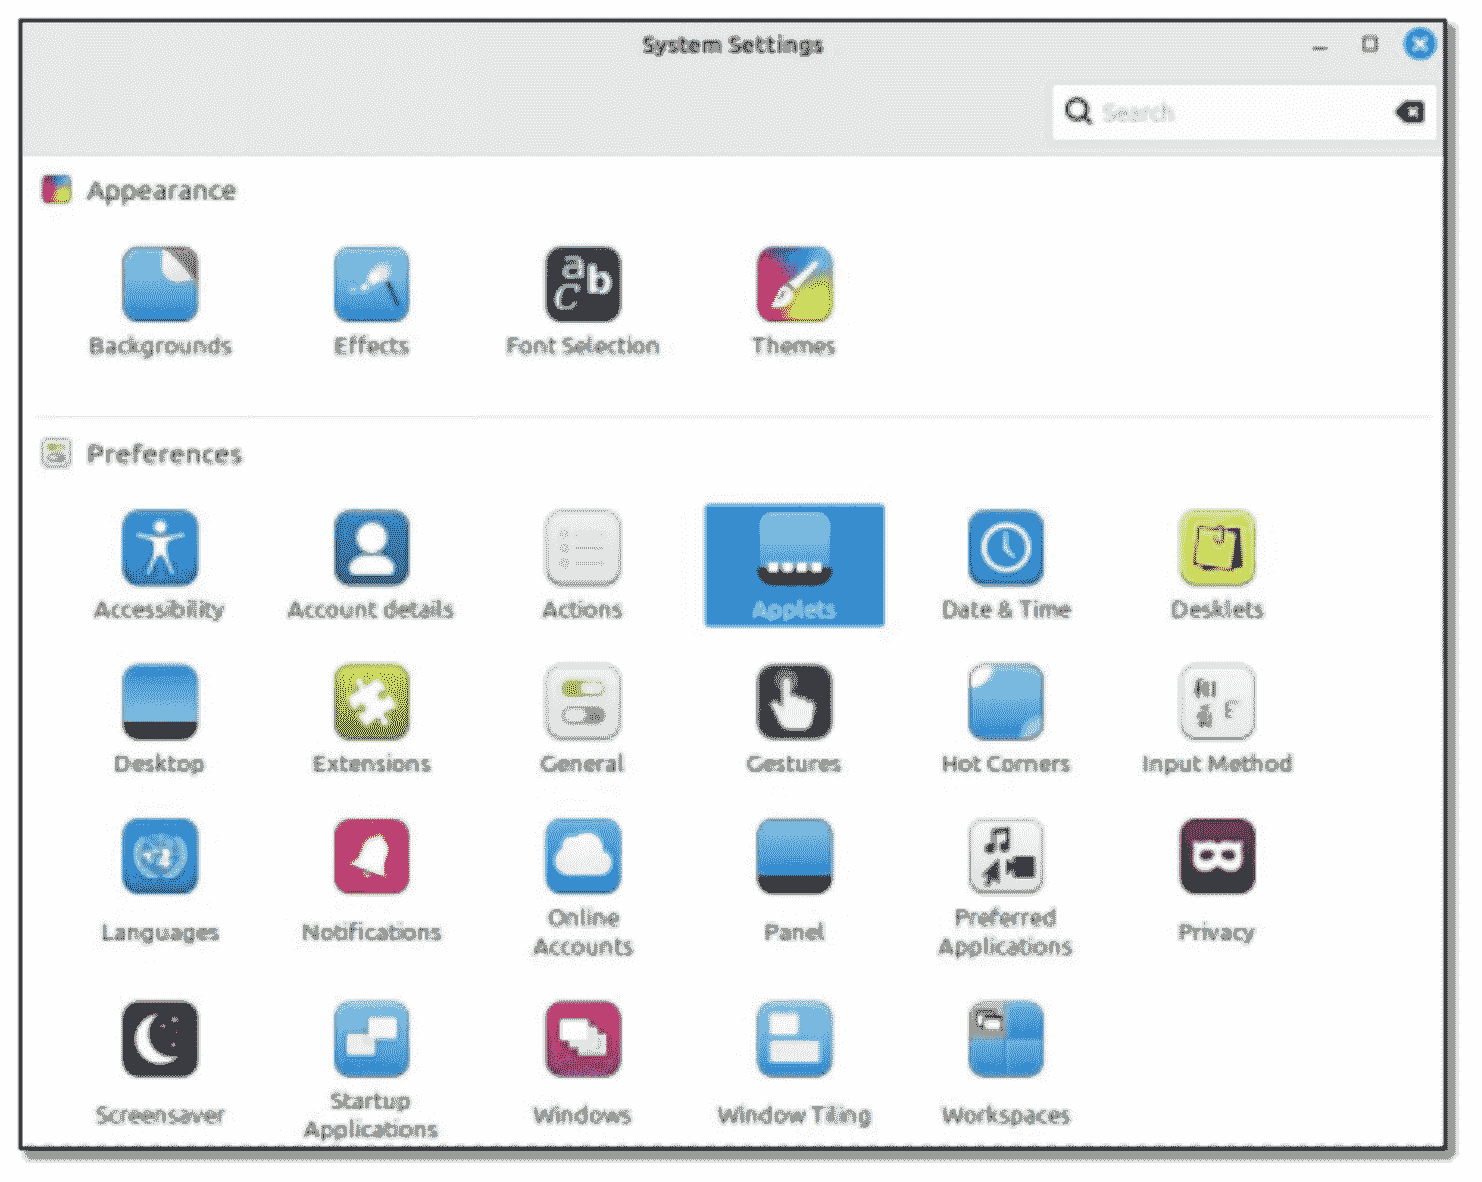 System Settings
Search
Appearance
Backgrounds
Effects
Font Selection
Themes
Preferences
Accessibility
Account details
Actions
Applets
Date & Time
Desklets
Desktop
Extensions
General
Gestures
Hot Corners
Input Method
Languages
Notifications
Online
Accounts
Panel
Preferred
Applications
Privacy
Screensaver
Startup
Applications
Windows
Window Tiling
Workspaces